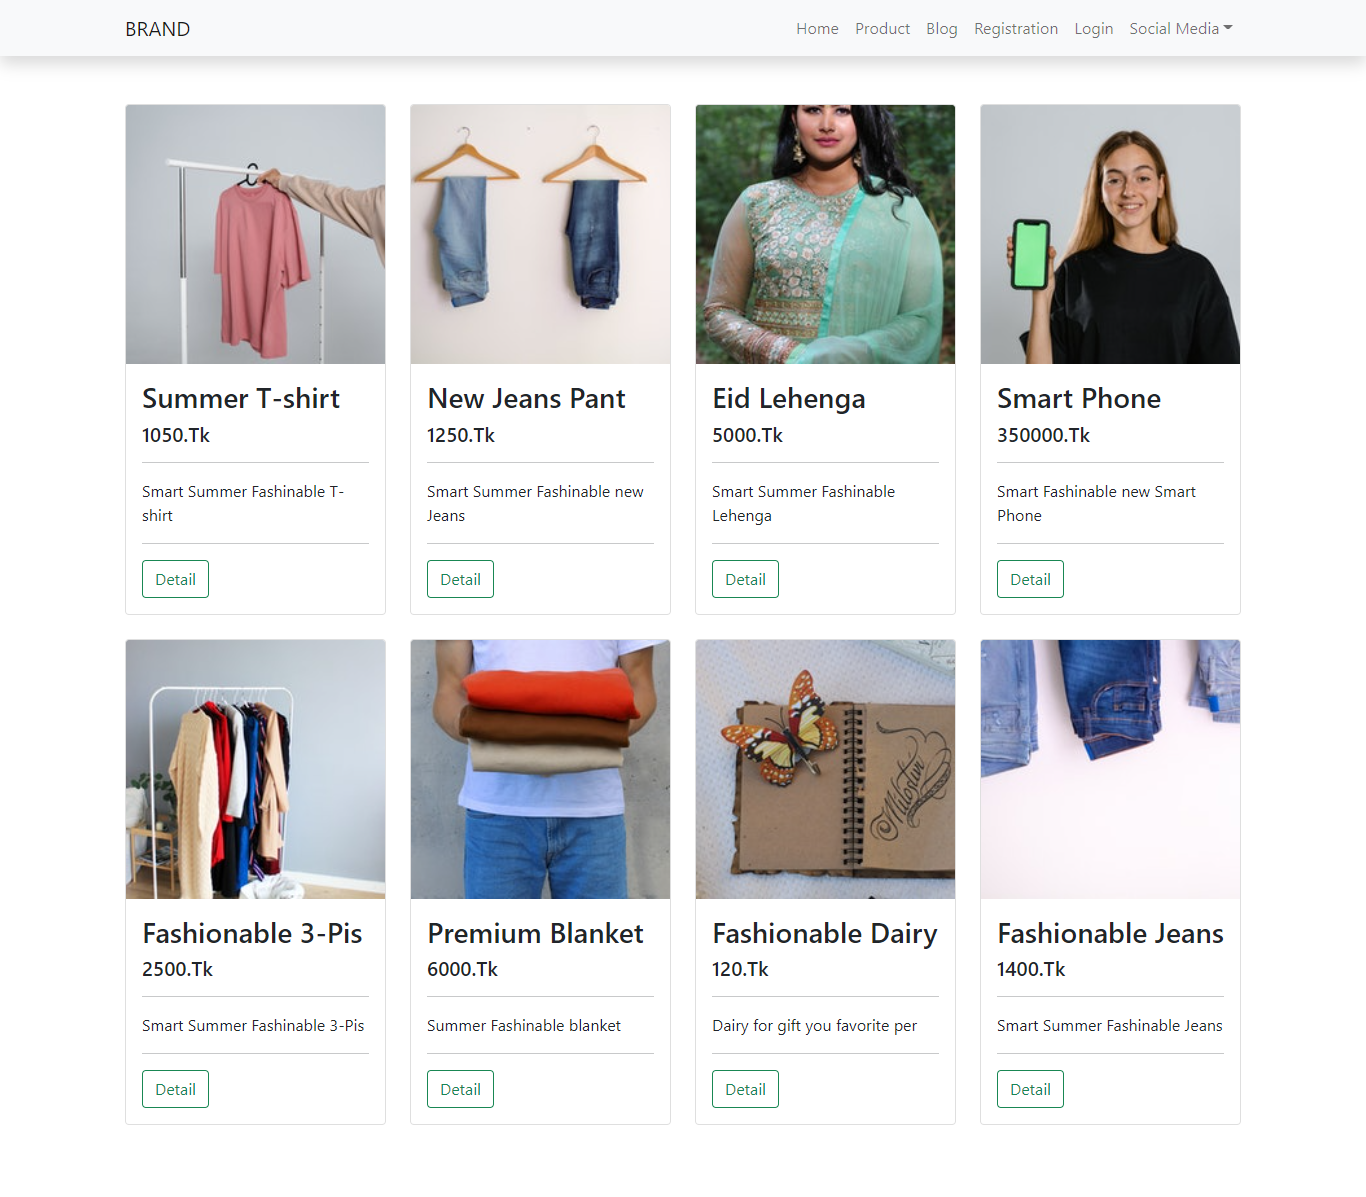 BRAND
Home Product Blog Registration Login Social Media
Summer T-shirt
1050.Tk
Smart Summer Fashinable T-
shirt
Detail
New Jeans Pant
1250.Tk
Smart Summer Fashinable new
Jeans
Detail
Eid Lehenga
5000.Tk
Smart Summer Fashinable
Lehenga
Detail
Smart Phone
350000.Tk
Smart Fashinable new Smart
Phone
Detail
Fashionable 3-Pis
2500.Tk
Smart Summer Fashinable 3-Pis
Detail
Premium Blanket
6000.Tk
Summer Fashinable blanket
Detail
Fashionable Dairy
120.Tk
Dairy for gift you favorite per
Detail
Fashionable Jeans
1400.Tk
Smart Summer Fashinable Jeans
Detail